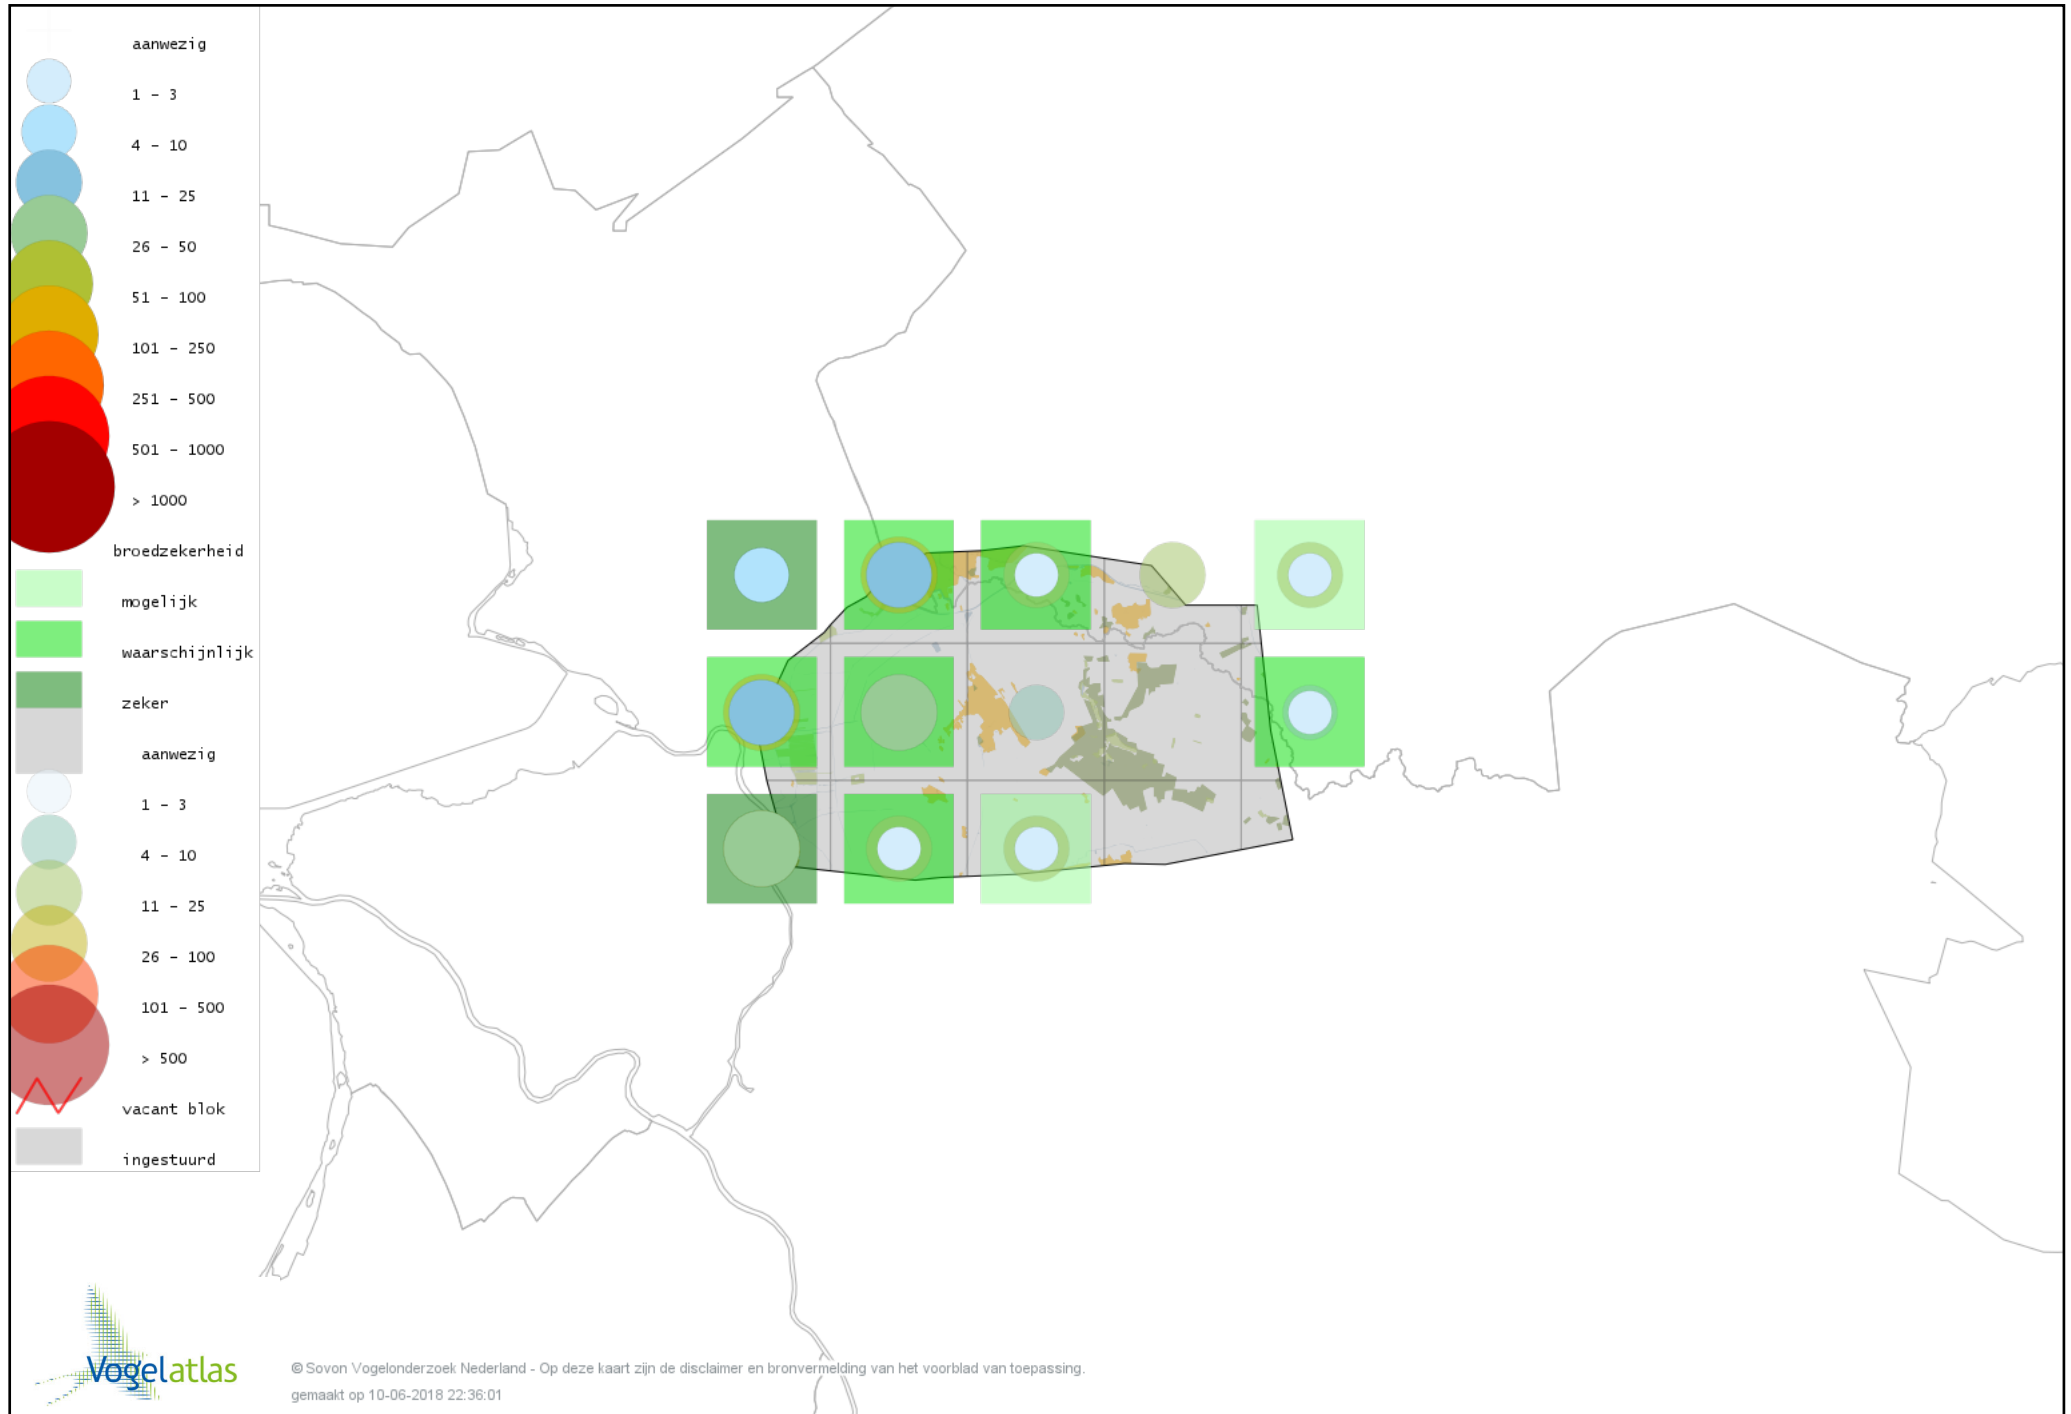 aanwezig
1 - 3
4 - 10
11 - 25
26 - 50
51 - 100
101 - 250
251 - 500
501 - 1000
> 1000
broedzekerheid
mogelijk
waarschijnlijk
zeker
aanwezig
1 - 3
4 - 10
11 - 25
26 - 100
101 - 500
> 500
vacant blok
ingestuurd
Vogelatlas
© Sovon Vogelonderzoek Nederland - Op deze kaart zijn de disclaimer en bronvermelding van het voorblad van toepassing.
gemaakt op 10-06-2018 22:36:01